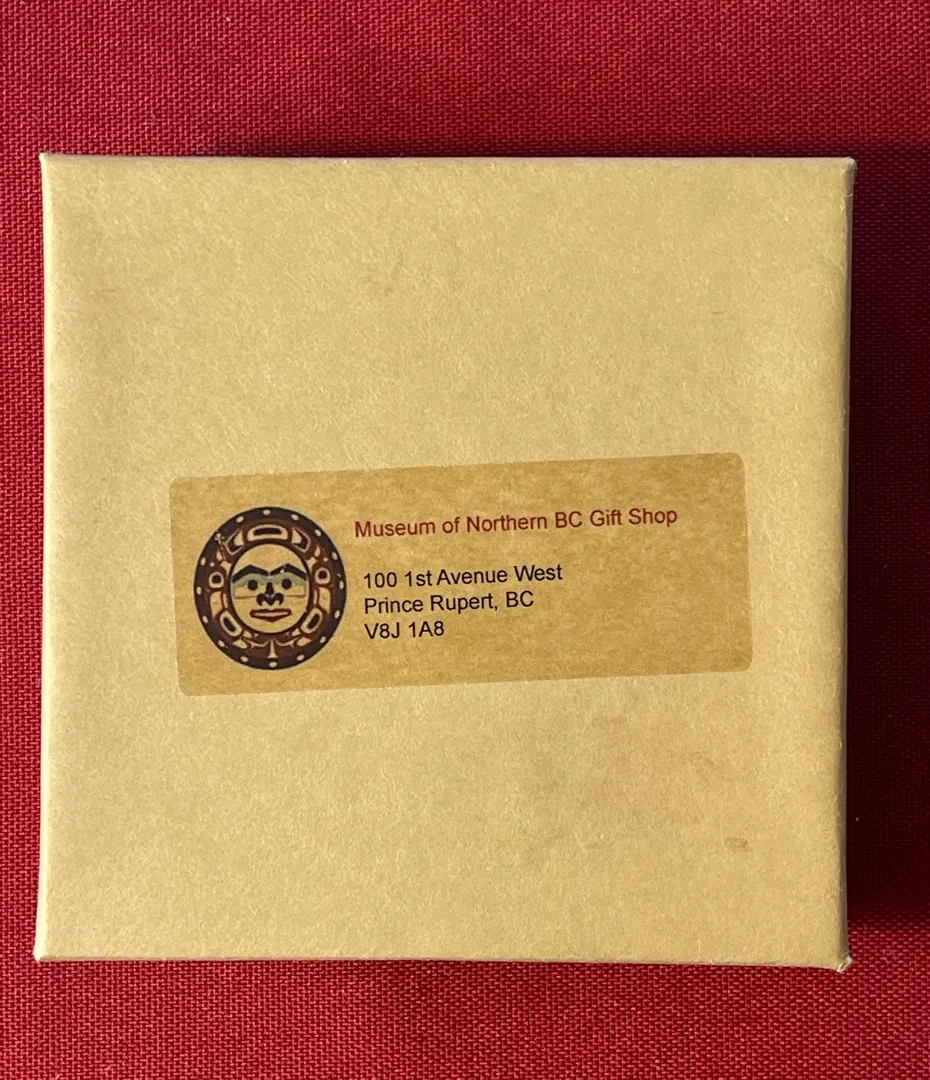 Museum of Northern BC Gift Shop
100 1st Avenue West
Prince Rupert, BC
V8J 1A8